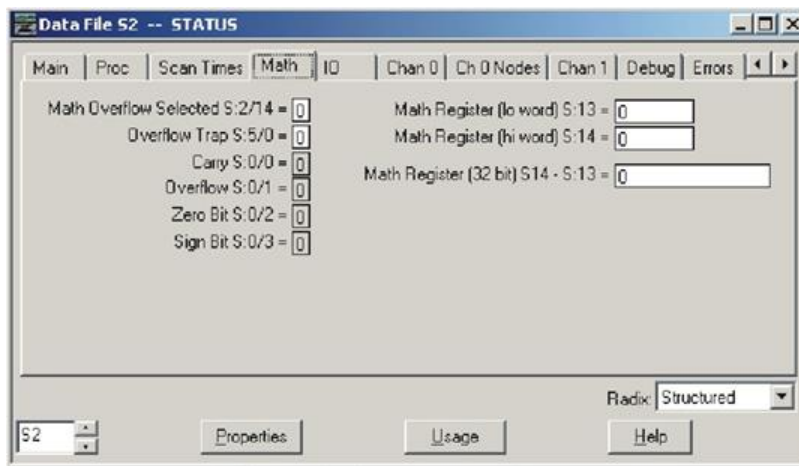 Data File S2 -- STATUS
Main Proc Scan Times Math IO Chan 0 Ch 0 Nodes Chan 1 Debug Errors
Math Overflow Selected S:2/14 = 0
Overflow Trap S:5/0 = 0
Carry S:0/0 = 0
Overflow S:0/1 = 0
Zero Bit S:0/2 = 0
Sign Bit S:0/3 = 0
Math Register (lo word) S:13 = 0
Math Register (hi word) S:14 = 0
Math Register (32 bit) S14 - S:13 = 0
Radix: Structured
S2 Properties Usage Help